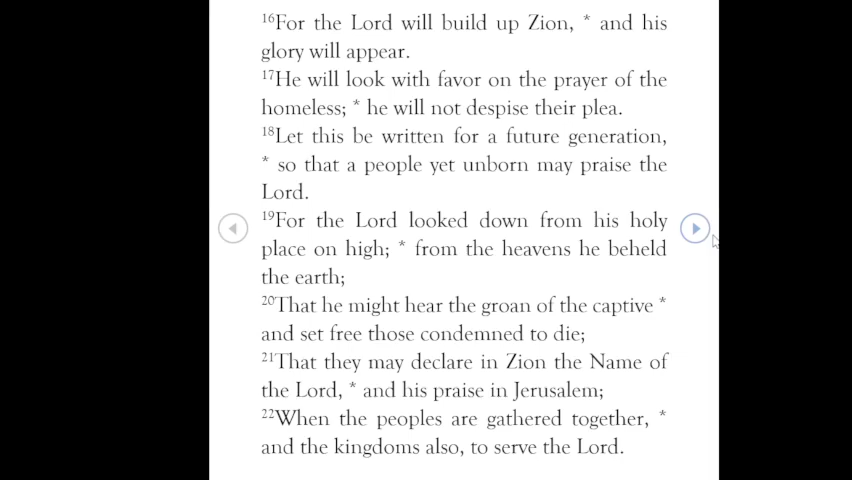 16For the Lord will build up Zion, * and his
glory will appear.
17He will look with favor on the prayer of the
homeless; * he will not despise their plea.
18Let this be written for a future generation,
* so that a people yet unborn may praise the
Lord.
19For the Lord looked down from his holy
place on high; * from the heavens he beheld
the earth;
20That he might hear the groan of the captive *
and set free those condemned to die;
21That they may declare in Zion the Name of
the Lord, * and his praise in Jerusalem;
22When the peoples are gathered together, *
and the kingdoms also, to serve the Lord.